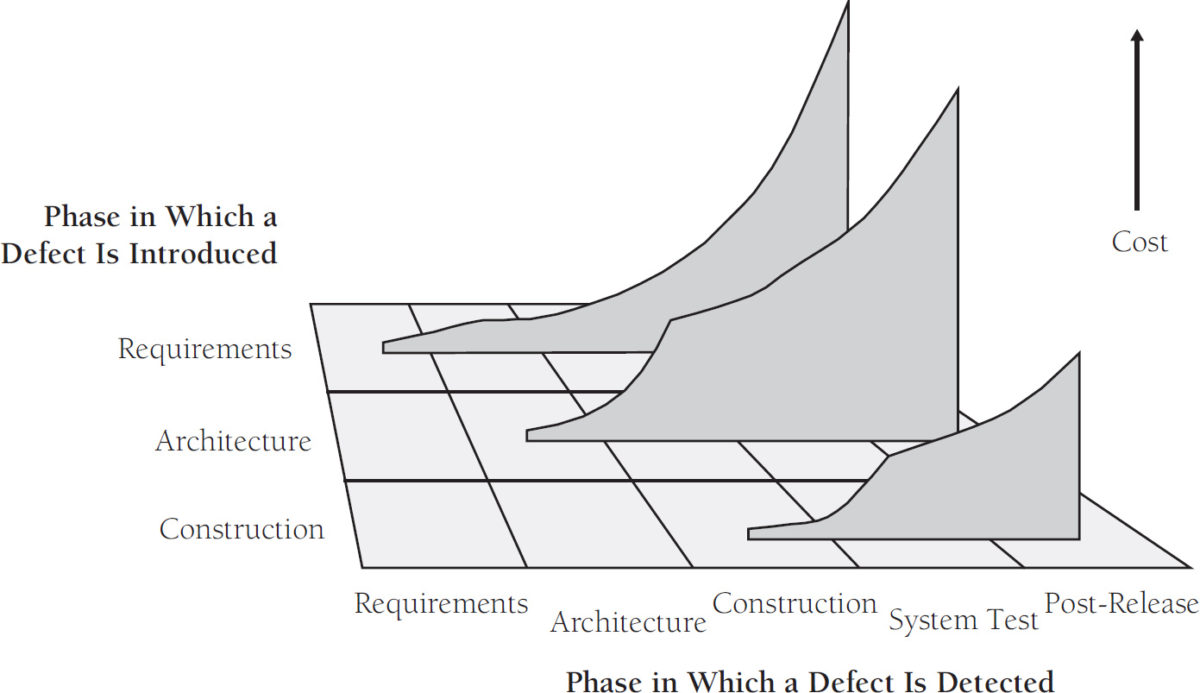 Phase in Which a
Defect Is Introduced
Cost
Requirements
Architecture
Construction
Requirements
Architecture
Construction
System Test
Post-Release
Phase in Which a Defect Is Detected